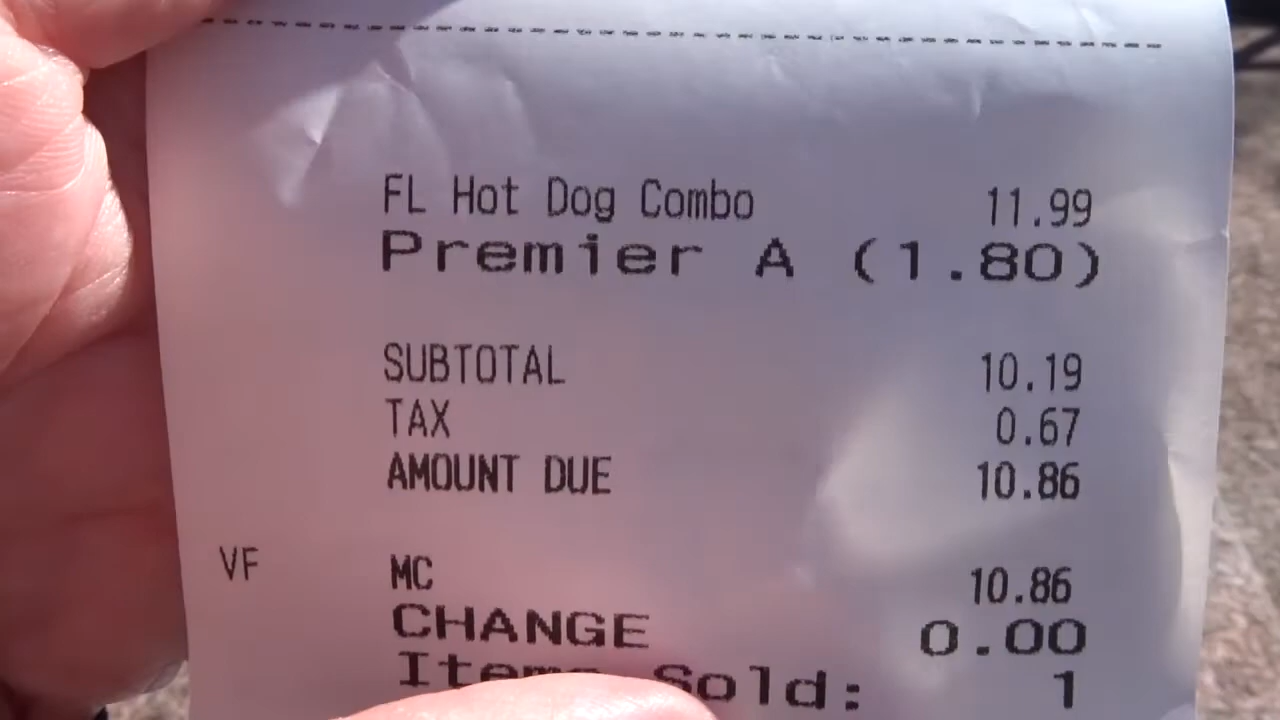 FL Hot Dog Combo 11.99
Premier A (1.80)
SUBTOTAL 10.19
TAX 0.67
AMOUNT DUE 10.86
VF MC 10.86
CHANGE 0.00
Items Sold: 1